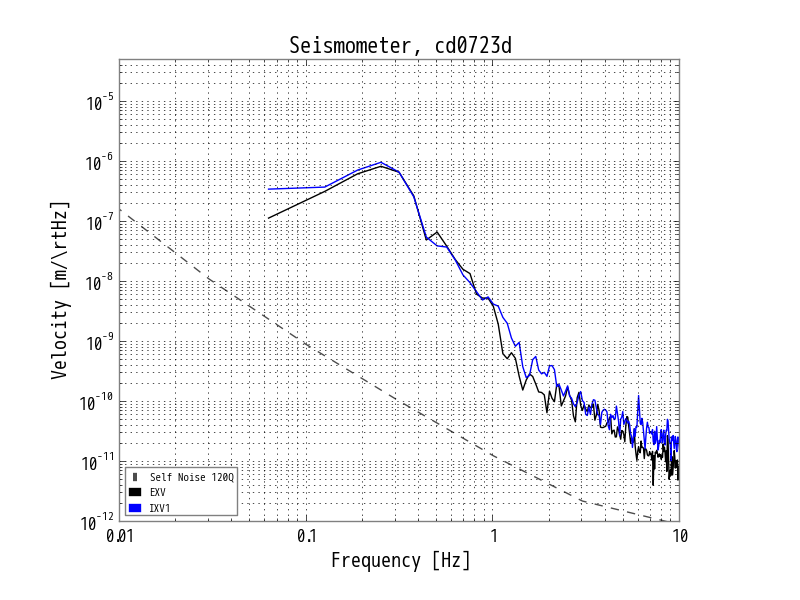 Seismometer, cd0723d
Velocity [m/\rtHz]
10^-5
10^-6
10^-7
10^-8
10^-9
10^-10
10^-11
10^-12
Self Noise 120Q
EXV
IXV1
0.01
0.1
1
10
Frequency [Hz]